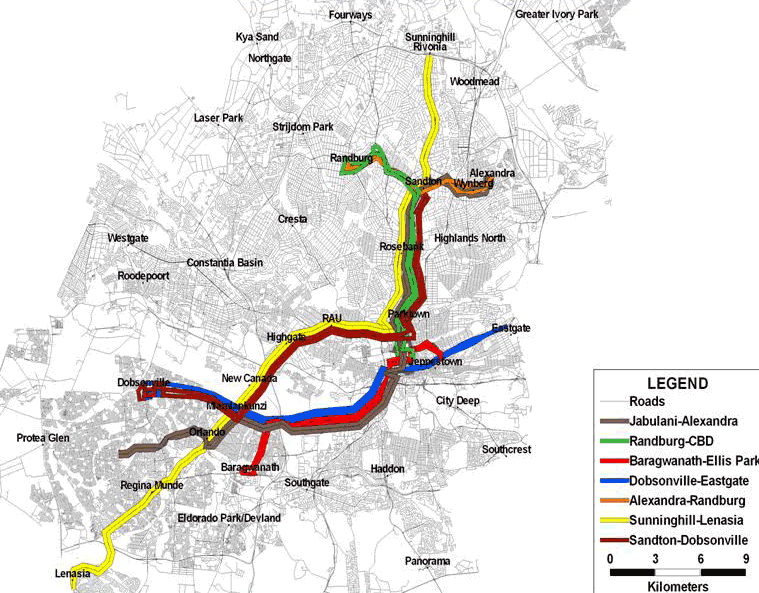 Greater Ivory Park
Fourways
Kya Sand
Sunninghill
Rivonia
Northgate
Woodmead
Laser Park
Strijdom Park
Randburg
Alexandra
Sandton
Wynberg
Cresta
Westgate
Rosebank
Highlands North
Constantia Basin
Roodepoort
Parktown
RAU
Eastgate
Highgate
Jeppestown
New Canada
Dobsonville
City Deep
Mzimlankunzi
Orlando
Protea Glen
Southcrest
Baragwanath
Haddon
Regina Munde
Southgate
Eldorado Park/Devland
Panorama
Lenasia
LEGEND
Roads
Jabulani-Alexandra
Randburg-CBD
Baragwanath-Ellis Park
Dobsonville-Eastgate
Alexandra-Randburg
Sunninghill-Lenasia
Sandton-Dobsonville
0 3 6 9
Kilometers